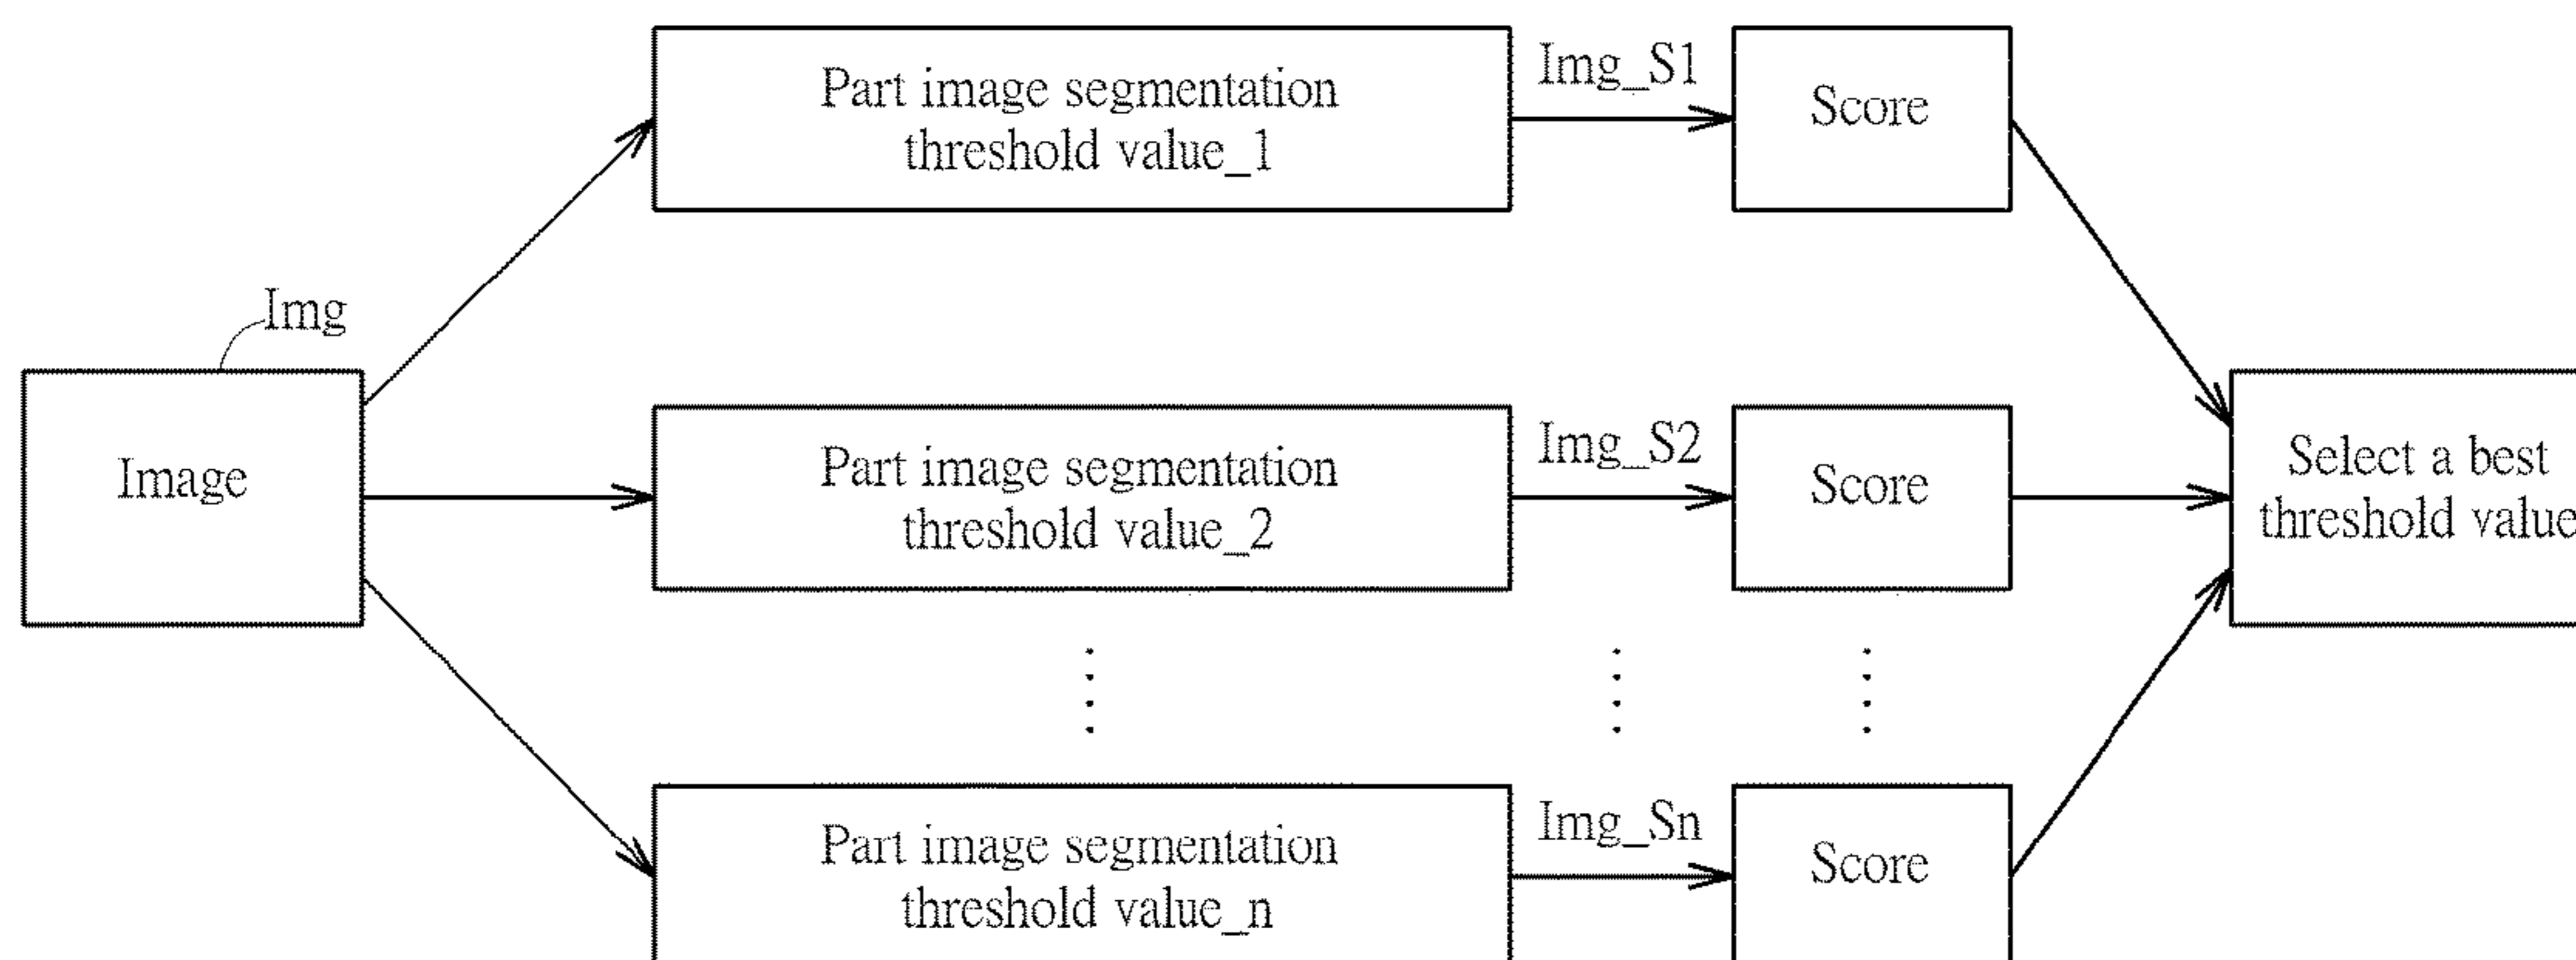 Part image segmentation
threshold value_1
Img_S1
Score
Img
Image
Part image segmentation
threshold value_2
Img_S2
Score
Select a best
threshold value
Part image segmentation
threshold value_n
Img_Sn
Score